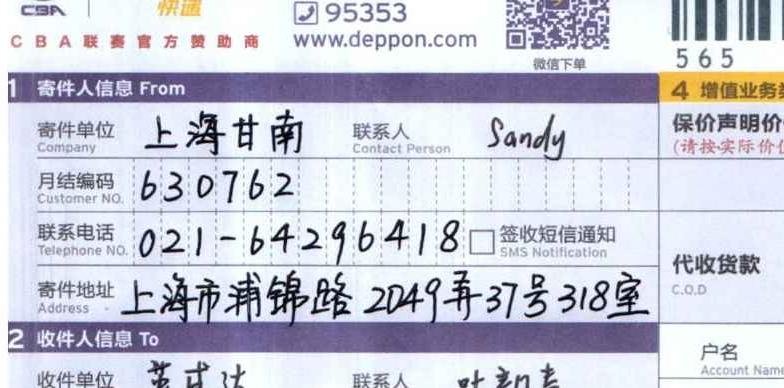 CBA 快递 95353
CBA联赛官方赞助商 www.deppon.com
微信下单
565
1 寄件人信息 From
4 增值业务
寄件单位 上海甘南 联系人 Sandy
Company Contact Person
保价声明价
(请按实际价
月结编码 630762
Customer NO.
联系电话 021-64296418 签收短信通知
Telephone NO. SMS Notification
代收货款
C.O.D
寄件地址 上海市浦锦路2049弄37号318室
Address
2 收件人信息 To
户名
Account Nam
收件单位 联系人